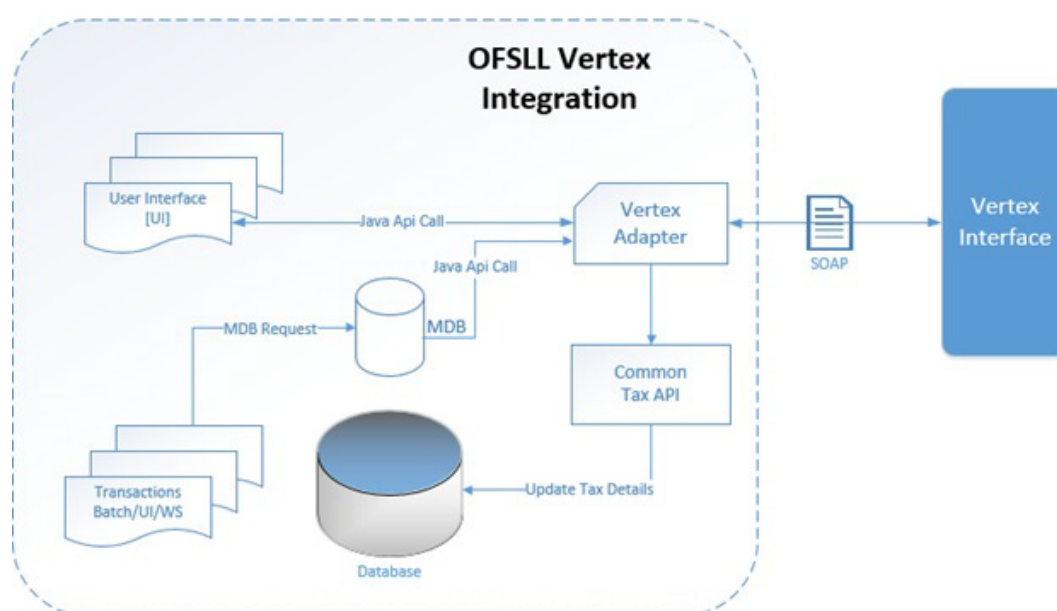 OFSLL Vertex
Integration
User Interface
[UI]
Java Api Call
Vertex
Adapter
SOAP
Vertex
Interface
Java Api Call
MDB Request
MDB
Common
Tax API
Transactions
Batch/UI/WS
Update Tax Details
Database